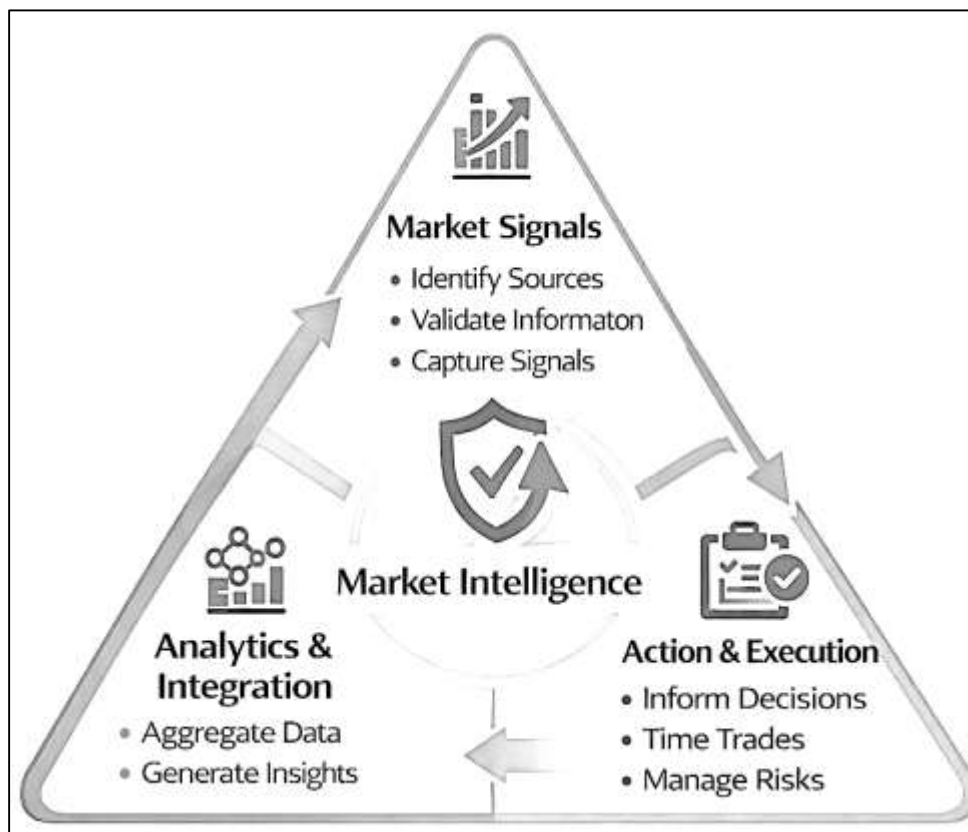 Market Signals
• Identify Sources
• Validate Informaton
• Capture Signals
Market Intelligence
Analytics &
Integration
• Aggregate Data
• Generate Insights
Action & Execution
• Inform Decisions
• Time Trades
• Manage Risks